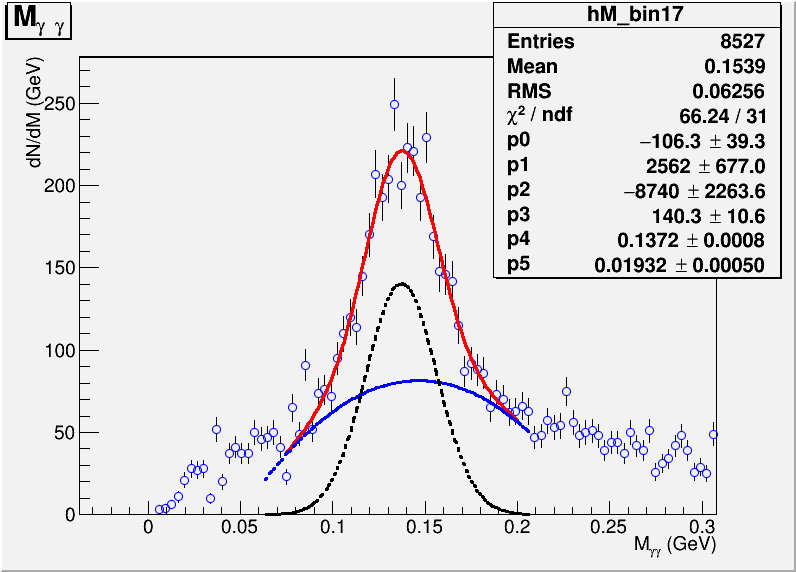 M γ γ
hM_bin17
Entries 8527
Mean 0.1539
RMS 0.06256
χ² / ndf 66.24 / 31
p0 −106.3 ± 39.3
p1 2562 ± 677.0
p2 −8740 ± 2263.6
p3 140.3 ± 10.6
p4 0.1372 ± 0.0008
p5 0.01932 ± 0.00050
dN/dM (GeV)
250
200
150
100
50
0
0 0.05 0.1 0.15 0.2 0.25 0.3
Mγγ (GeV)